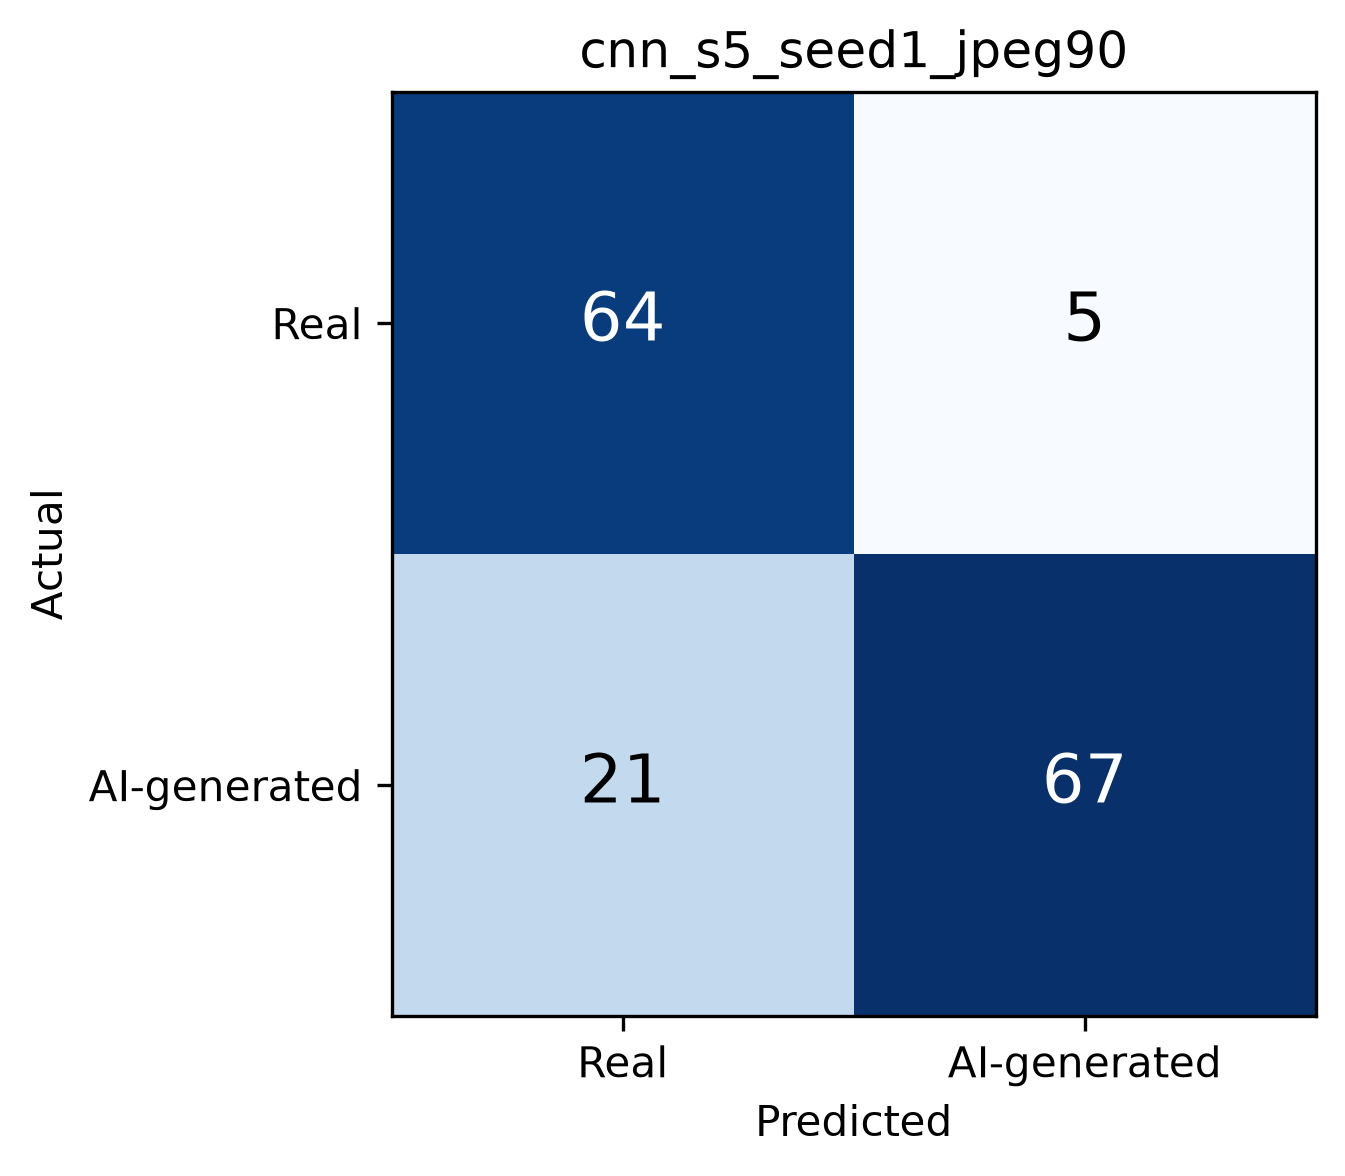 cnn_s5_seed1_jpeg90
Actual
Real
64
5
AI-generated
21
67
Real
AI-generated
Predicted